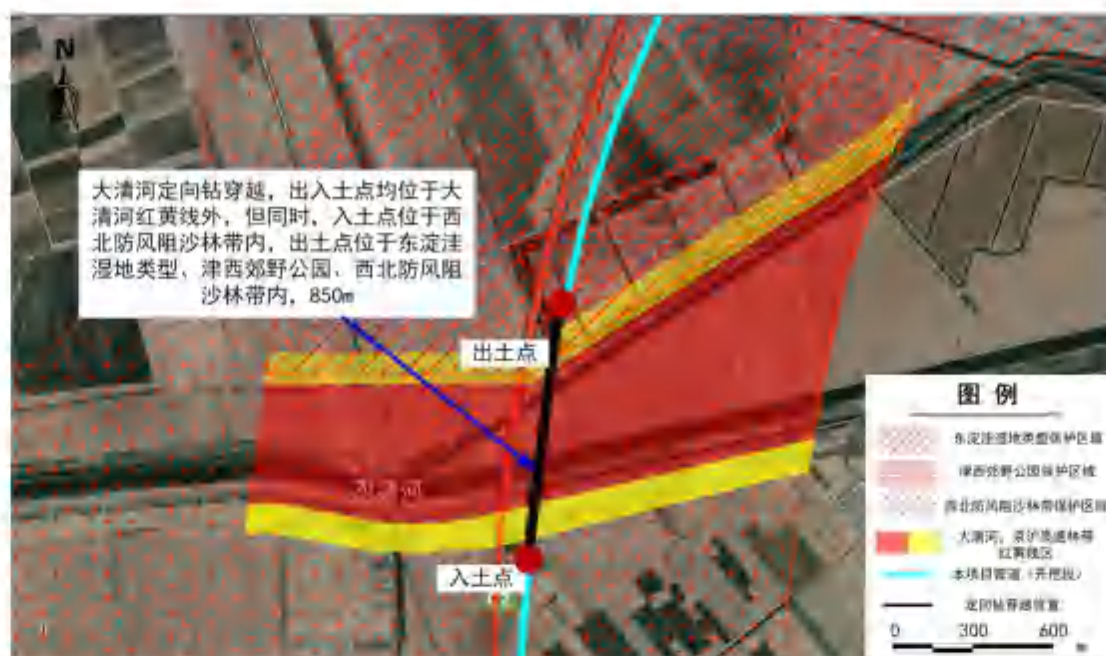 N
大清河定向钻穿越，出入土点均位于大
清河红黄线外，但同时，入土点位于西
北防风阻沙林带内，出土点位于东淀洼
湿地类型、津西郊野公园、西北防风阻
沙林带内，850m
出土点
入土点
图 例
东淀洼湿地类型保护区域
津西郊野公园保护区域
西北防风阻沙林带保护区域
大清河、京沪高速林带
红黄线区
本项目管道（开挖段）
定向钻穿越位置
0 300 600
m